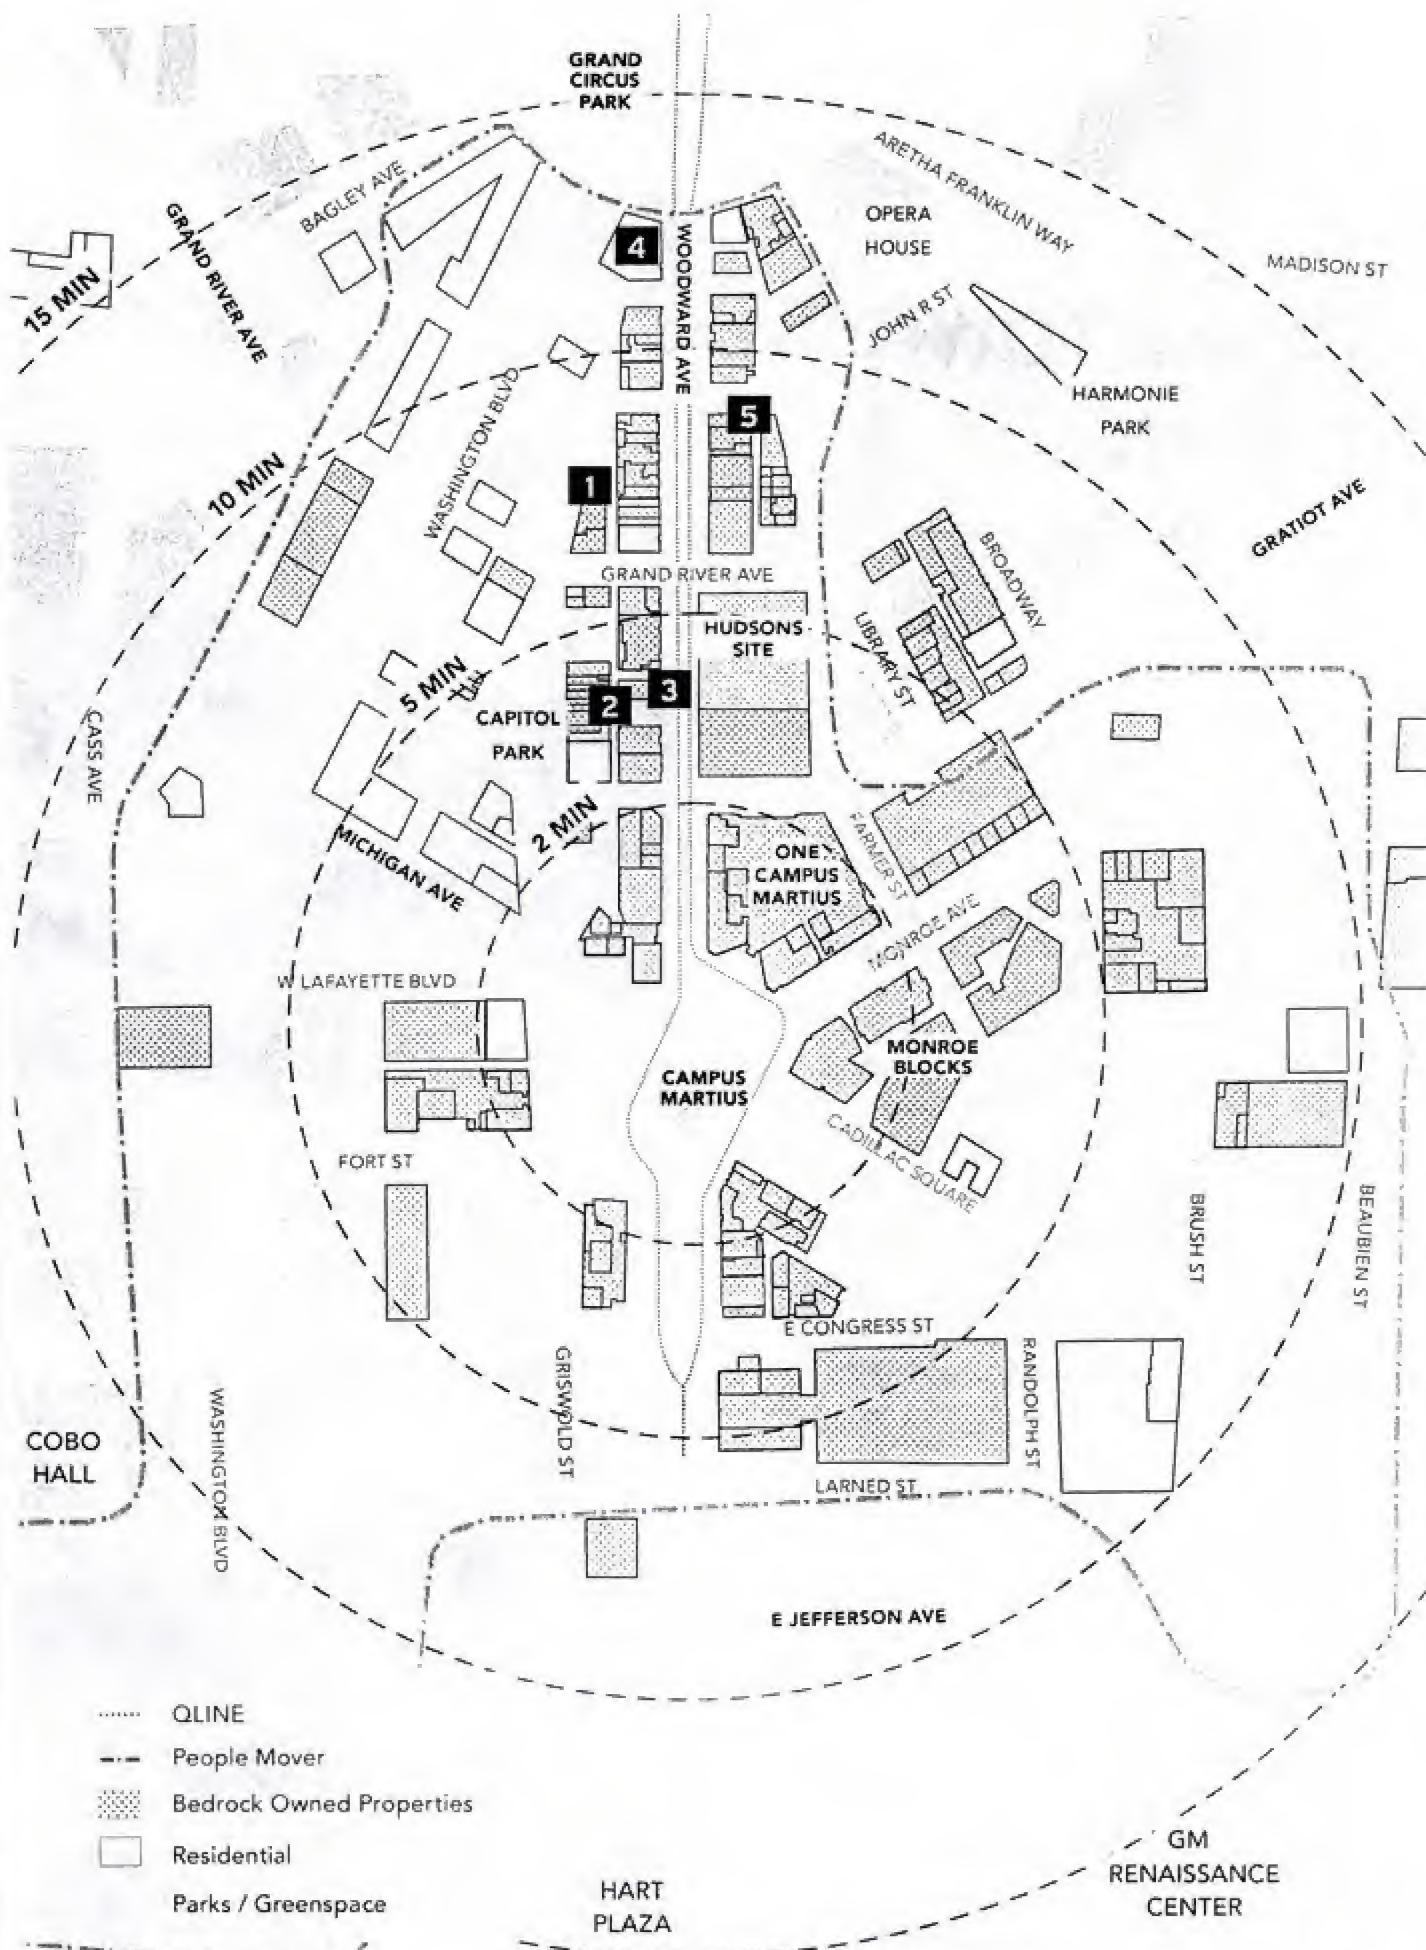 GRAND
CIRCUS
PARK
ARETHA FRANKLIN WAY
BAGLEY AVE
GRAND RIVER AVE
OPERA
HOUSE
4
WOODWARD AVE
MADISON ST
15 MIN
JOHN R ST
HARMONIE
PARK
WASHINGTON BLVD
5
10 MIN
1
GRATIOT AVE
BROADWAY
GRAND RIVER AVE
HUDSONS
SITE
LIBRARY ST
5 MIN
3
2
CAPITOL
PARK
CASS AVE
2 MIN
MICHIGAN AVE
ONE
CAMPUS
MARTIUS
FARMER ST
MONROE AVE
W LAFAYETTE BLVD
MONROE
BLOCKS
CAMPUS
MARTIUS
CADILLAC SQUARE
FORT ST
BRUSH ST
BEAUBIEN ST
E CONGRESS ST
GRISWOLD ST
RANDOLPH ST
COBO
HALL
WASHINGTON BLVD
LARNED ST
E JEFFERSON AVE
QLINE
People Mover
Bedrock Owned Properties
Residential
Parks / Greenspace
HART
PLAZA
GM
RENAISSANCE
CENTER